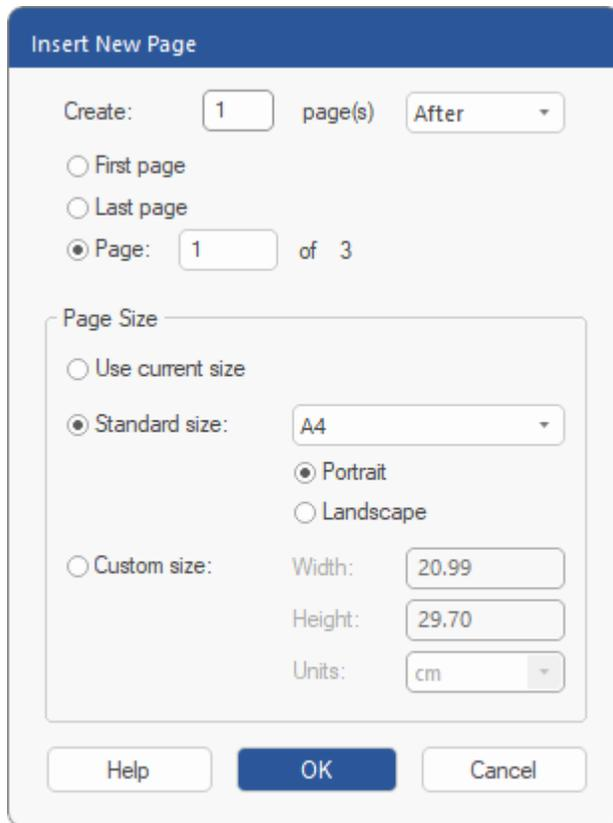 Insert New Page
Create: 1 page(s) After
First page
Last page
Page: 1 of 3
Page Size
Use current size
Standard size: A4
Portrait
Landscape
Custom size: Width: 20.99
Height: 29.70
Units: cm
Help OK Cancel